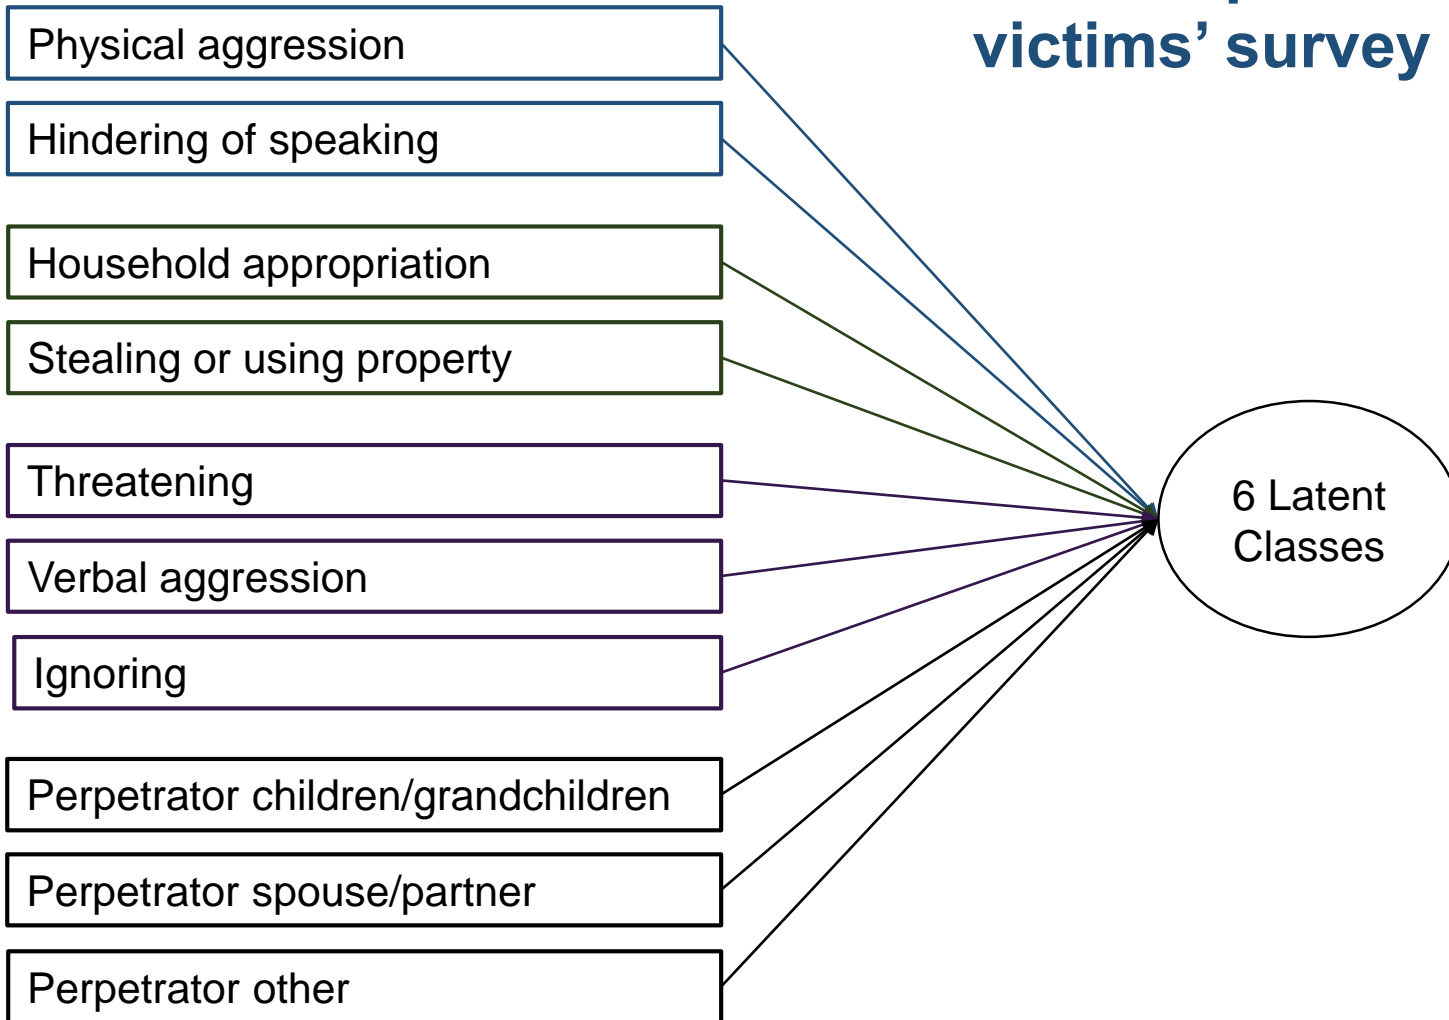 victims’ survey
Physical aggression
Hindering of speaking
Household appropriation
Stealing or using property
Threatening
Verbal aggression
Ignoring
Perpetrator children/grandchildren
Perpetrator spouse/partner
Perpetrator other
6 Latent
Classes